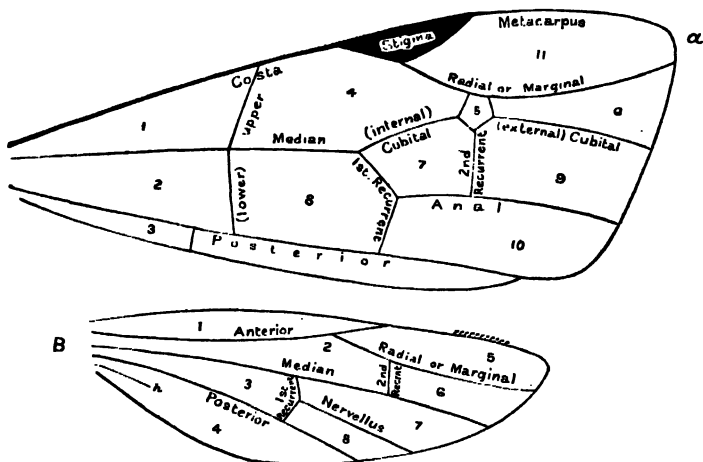 Stigma
Metacarpus
a
11
Costa
4
Radial or Marginal
upper
5
a
1
(internal)
Median
Cubital
(external) Cubital
7
2nd
Recurrent
9
2
1st. Recurrent
(lower)
8
Anal
3
Posterior
10
B
1
Anterior
2
5
Radial or Marginal
Median
2nd
Recrnt
6
3
1st
Recurrent
h
Posterior
Nervellus
7
4
8